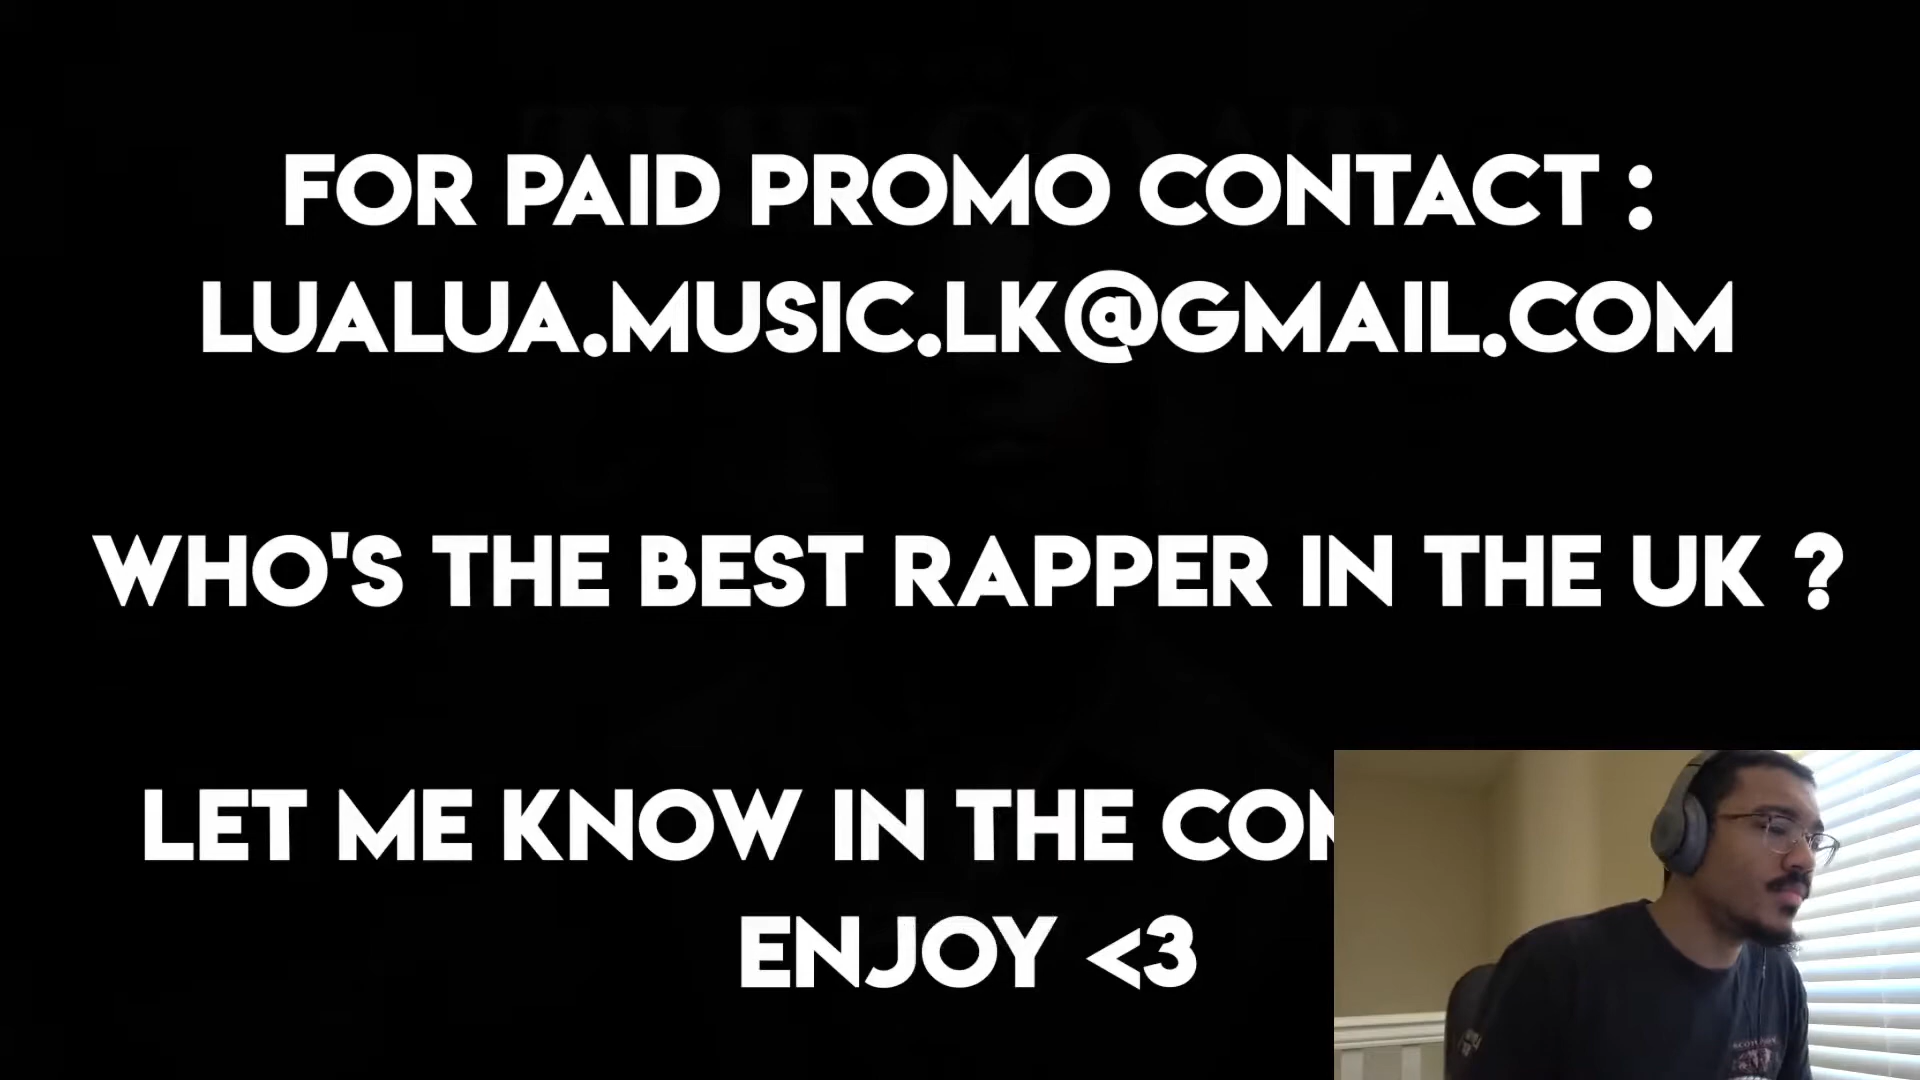 FOR PAID PROMO CONTACT :
LUALUA.MUSIC.LK@GMAIL.COM
WHO'S THE BEST RAPPER IN THE UK ?
LET ME KNOW IN THE
ENJOY <3